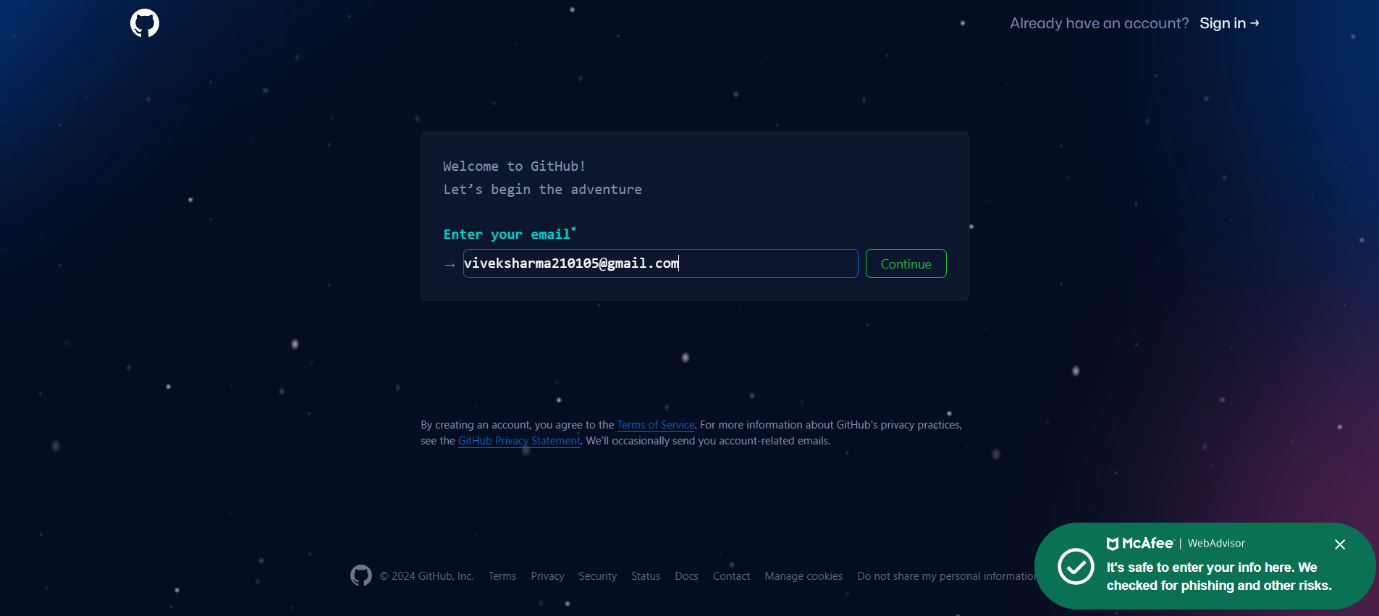 Already have an account? Sign in →
Welcome to GitHub!
Let’s begin the adventure
Enter your email*
→ viveksharma210105@gmail.com Continue
By creating an account, you agree to the Terms of Service. For more information about GitHub's privacy practices,
see the GitHub Privacy Statement. We'll occasionally send you account-related emails.
© 2024 GitHub, Inc. Terms Privacy Security Status Docs Contact Manage cookies Do not share my personal
McAfee | WebAdvisor
It's safe to enter your info here. We
checked for phishing and other risks.